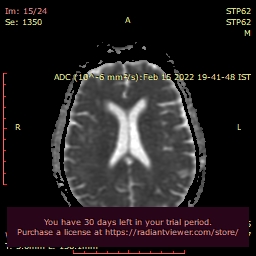 Im: 15/24
Se: 1350
A
STP62
STP62
M
ADC (10^-6 mm²/s):Feb 15 2022 19-41-48 IST
R
L
You have 30 days left in your trial period.
Purchase a license at https://radiantviewer.com/store/